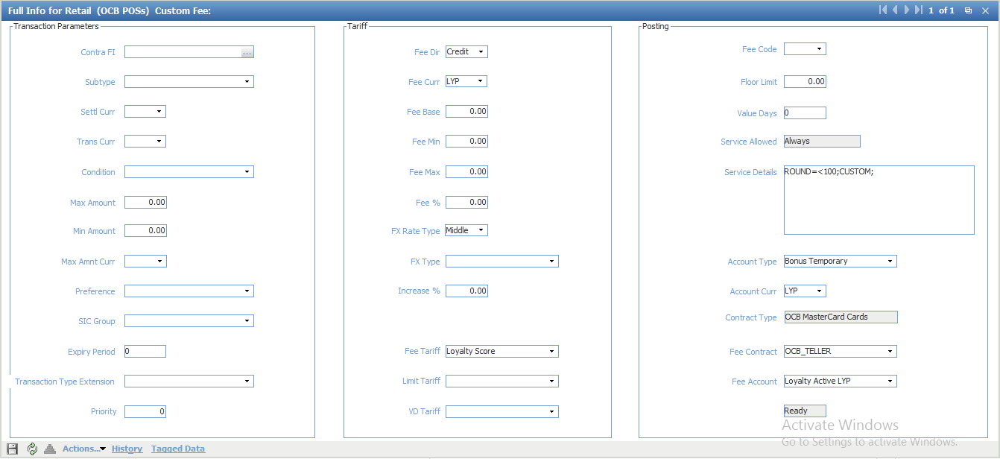 Full Info for Retail (OCB POSs) Custom Fee:
1 of 1
Transaction Parameters
Contra FI
...
Subtype
Settl Curr
Trans Curr
Condition
Max Amount 0.00
Min Amount 0.00
Max Amnt Curr
Preference
SIC Group
Expiry Period 0
Transaction Type Extension
Priority 0
Tariff
Fee Dir Credit
Fee Curr LYP
Fee Base 0.00
Fee Min 0.00
Fee Max 0.00
Fee % 0.00
FX Rate Type Middle
FX Type
Increase % 0.00
Fee Tariff Loyalty Score
Limit Tariff
VD Tariff
Posting
Fee Code
Floor Limit 0.00
Value Days 0
Service Allowed Always
Service Details ROUND=<100;CUSTOM;
Account Type Bonus Temporary
Account Curr LYP
Contract Type OCB MasterCard Cards
Fee Contract OCB_TELLER
Fee Account Loyalty Active LYP
Ready
Activate Windows
Go to Settings to activate Windows.
Actions... History Tagged Data